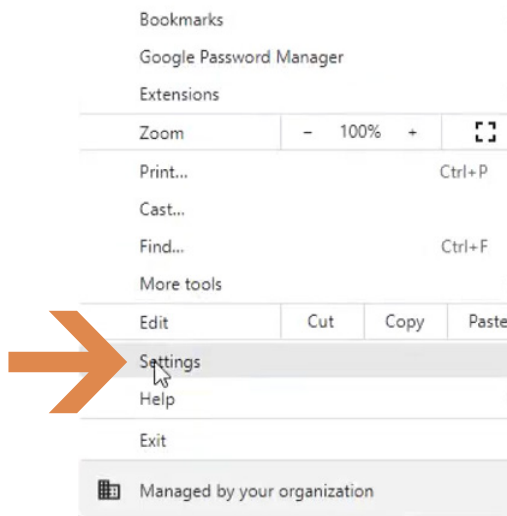 Bookmarks
Google Password Manager
Extensions
Zoom - 100% +
Print... Ctrl+P
Cast...
Find... Ctrl+F
More tools
Edit Cut Copy Paste
Settings
Help
Exit
Managed by your organization